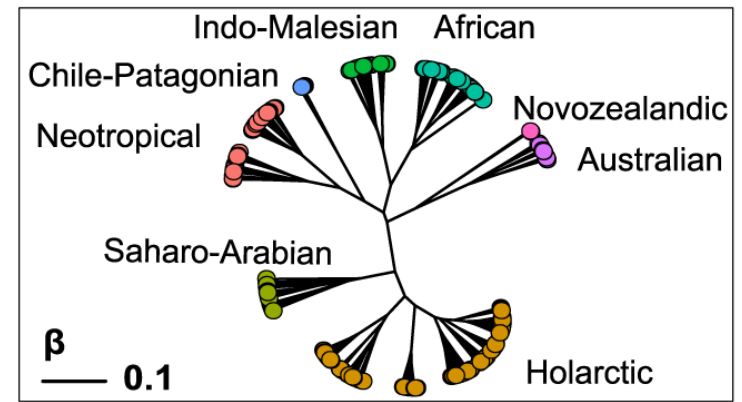 Indo-Malesian
African
Chile-Patagonian
Novozealandic
Neotropical
Australian
Saharo-Arabian
β
0.1
Holarctic